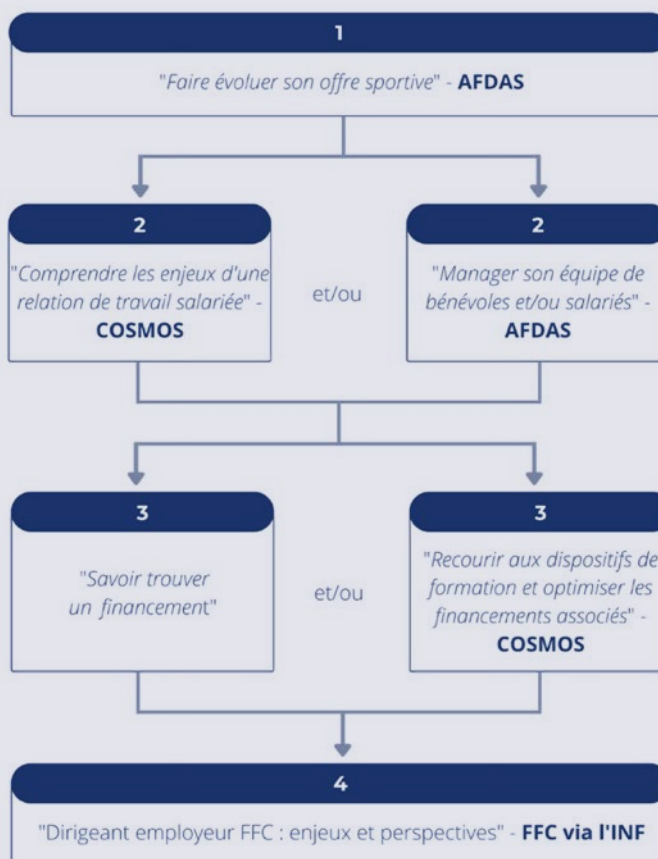 1
"Faire évoluer son offre sportive" - AFDAS
2
"Comprendre les enjeux d'une
relation de travail salariée" -
COSMOS
et/ou
2
"Manager son équipe de
bénévoles et/ou salariés" -
AFDAS
3
"Savoir trouver
un financement"
et/ou
3
"Recourir aux dispositifs de
formation et optimiser les
financements associés" -
COSMOS
4
"Dirigeant employeur FFC : enjeux et perspectives" - FFC via l'INF